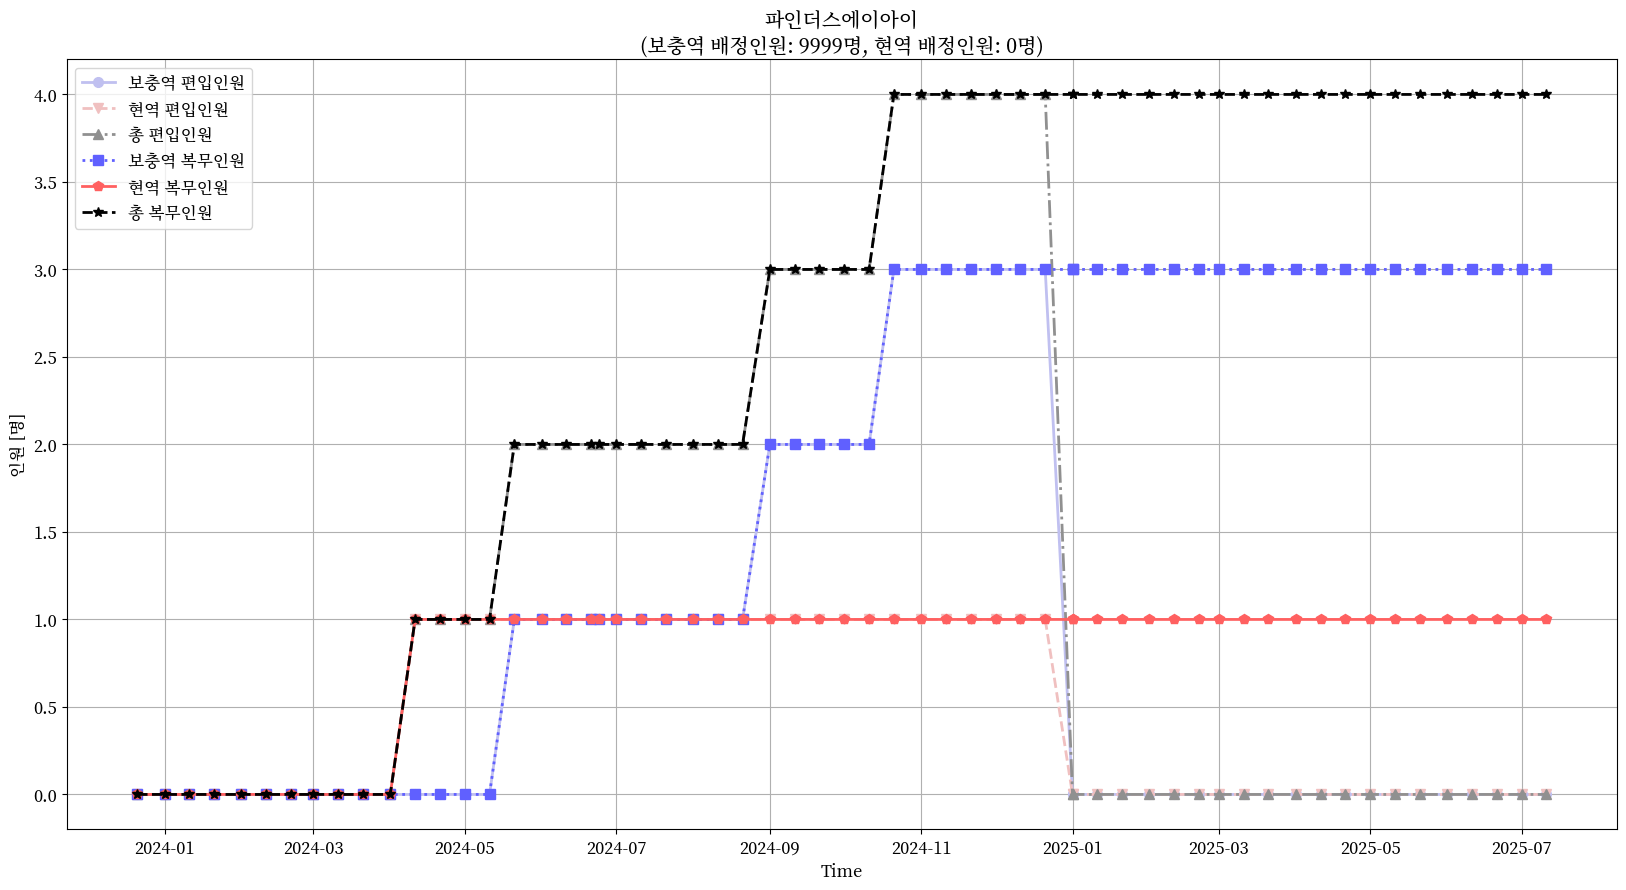 파인더스에이아이
(보충역 배정인원: 9999명, 현역 배정인원: 0명)
보충역 편입인원
현역 편입인원
총 편입인원
보충역 복무인원
현역 복무인원
총 복무인원
4.0
3.5
3.0
2.5
2.0
1.5
1.0
0.5
0.0
인원 [명]
2024-01 2024-03 2024-05 2024-07 2024-09 2024-11 2025-01 2025-03 2025-05 2025-07
Time